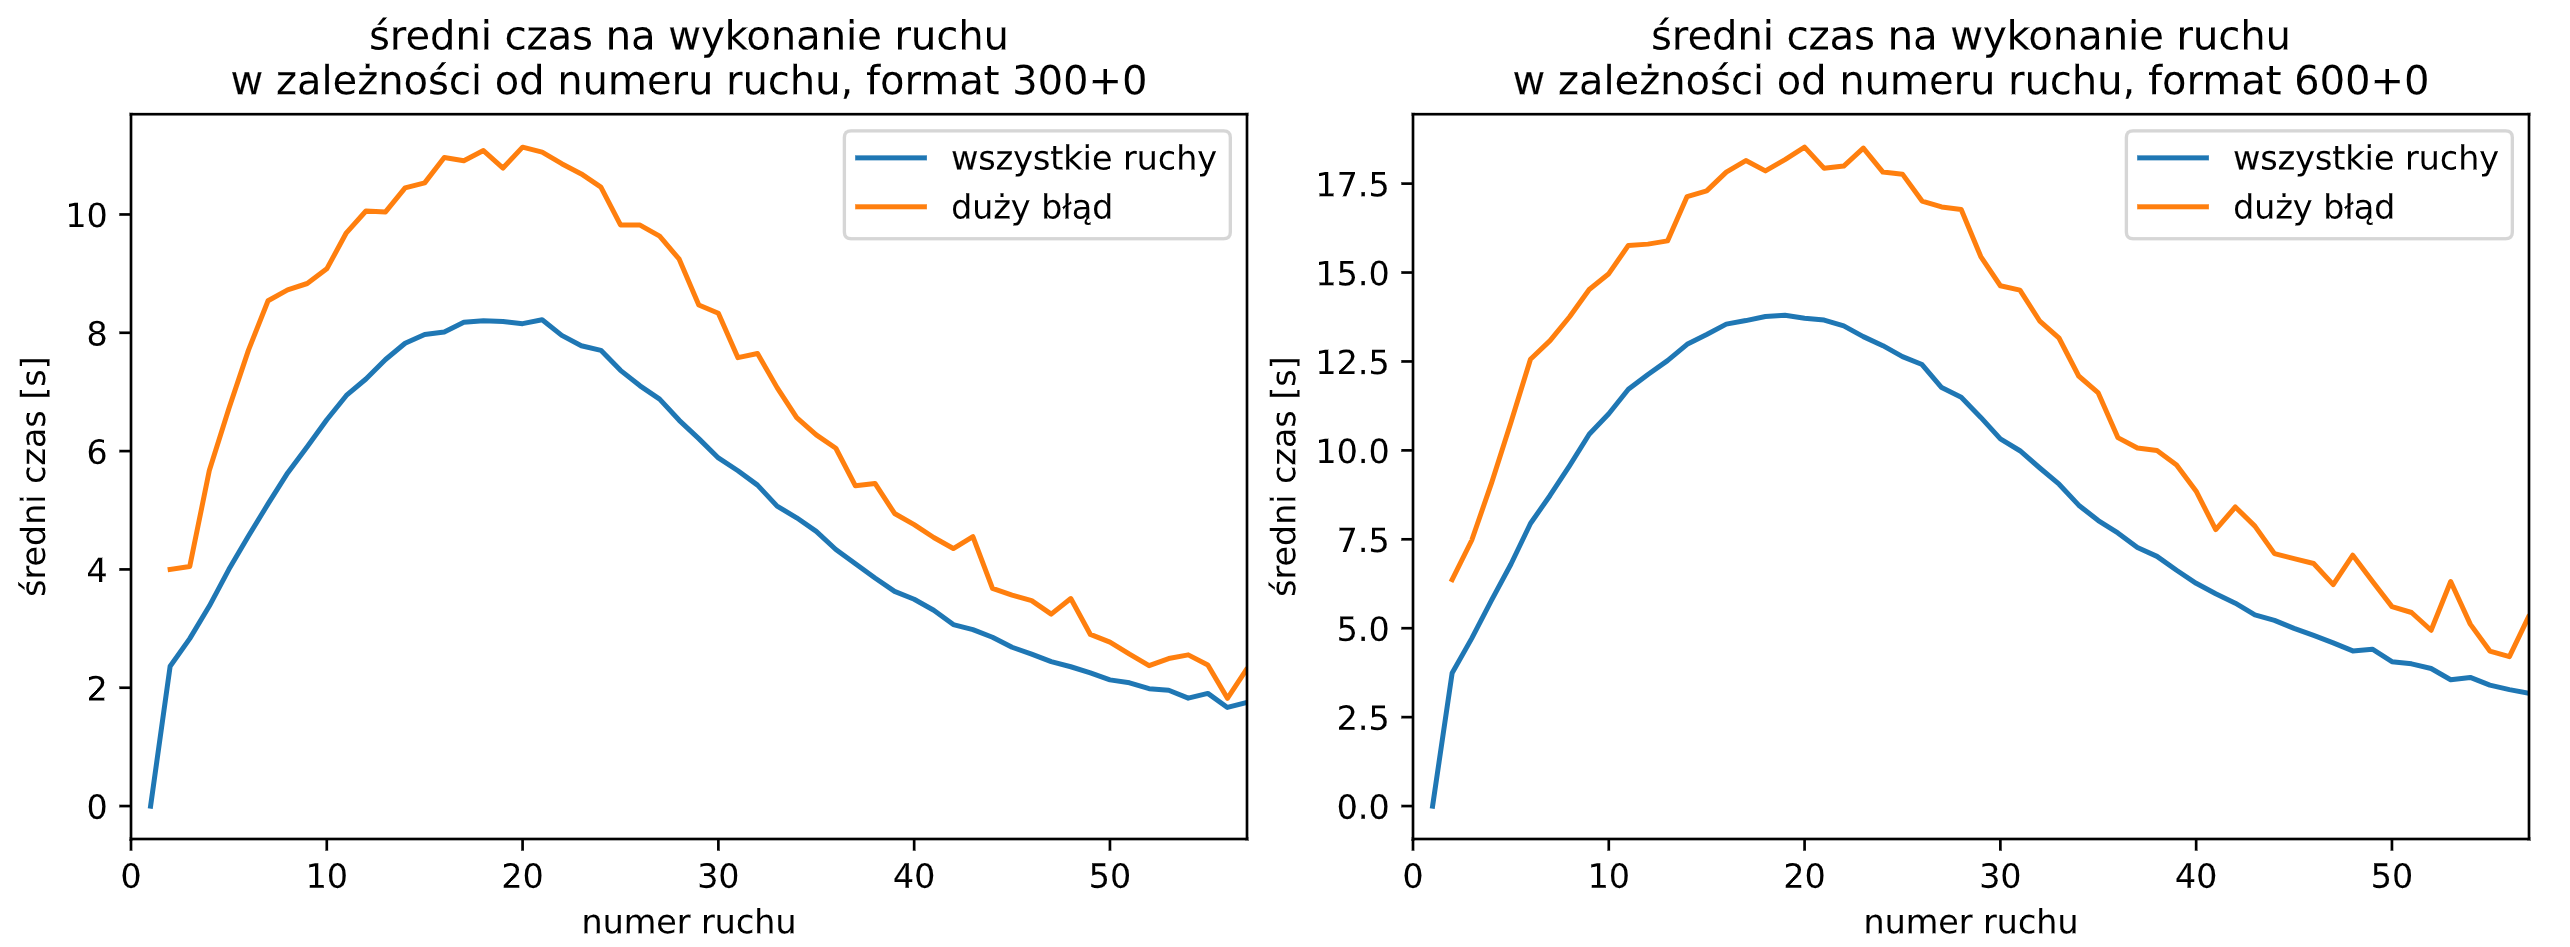 średni czas na wykonanie ruchu
w zależności od numeru ruchu, format 300+0
wszystkie ruchy
duży błąd
średni czas [s]
10
8
6
4
2
0
0 10 20 30 40 50
numer ruchu
średni czas na wykonanie ruchu
w zależności od numeru ruchu, format 600+0
wszystkie ruchy
duży błąd
średni czas [s]
17.5
15.0
12.5
10.0
7.5
5.0
2.5
0.0
0 10 20 30 40 50
numer ruchu